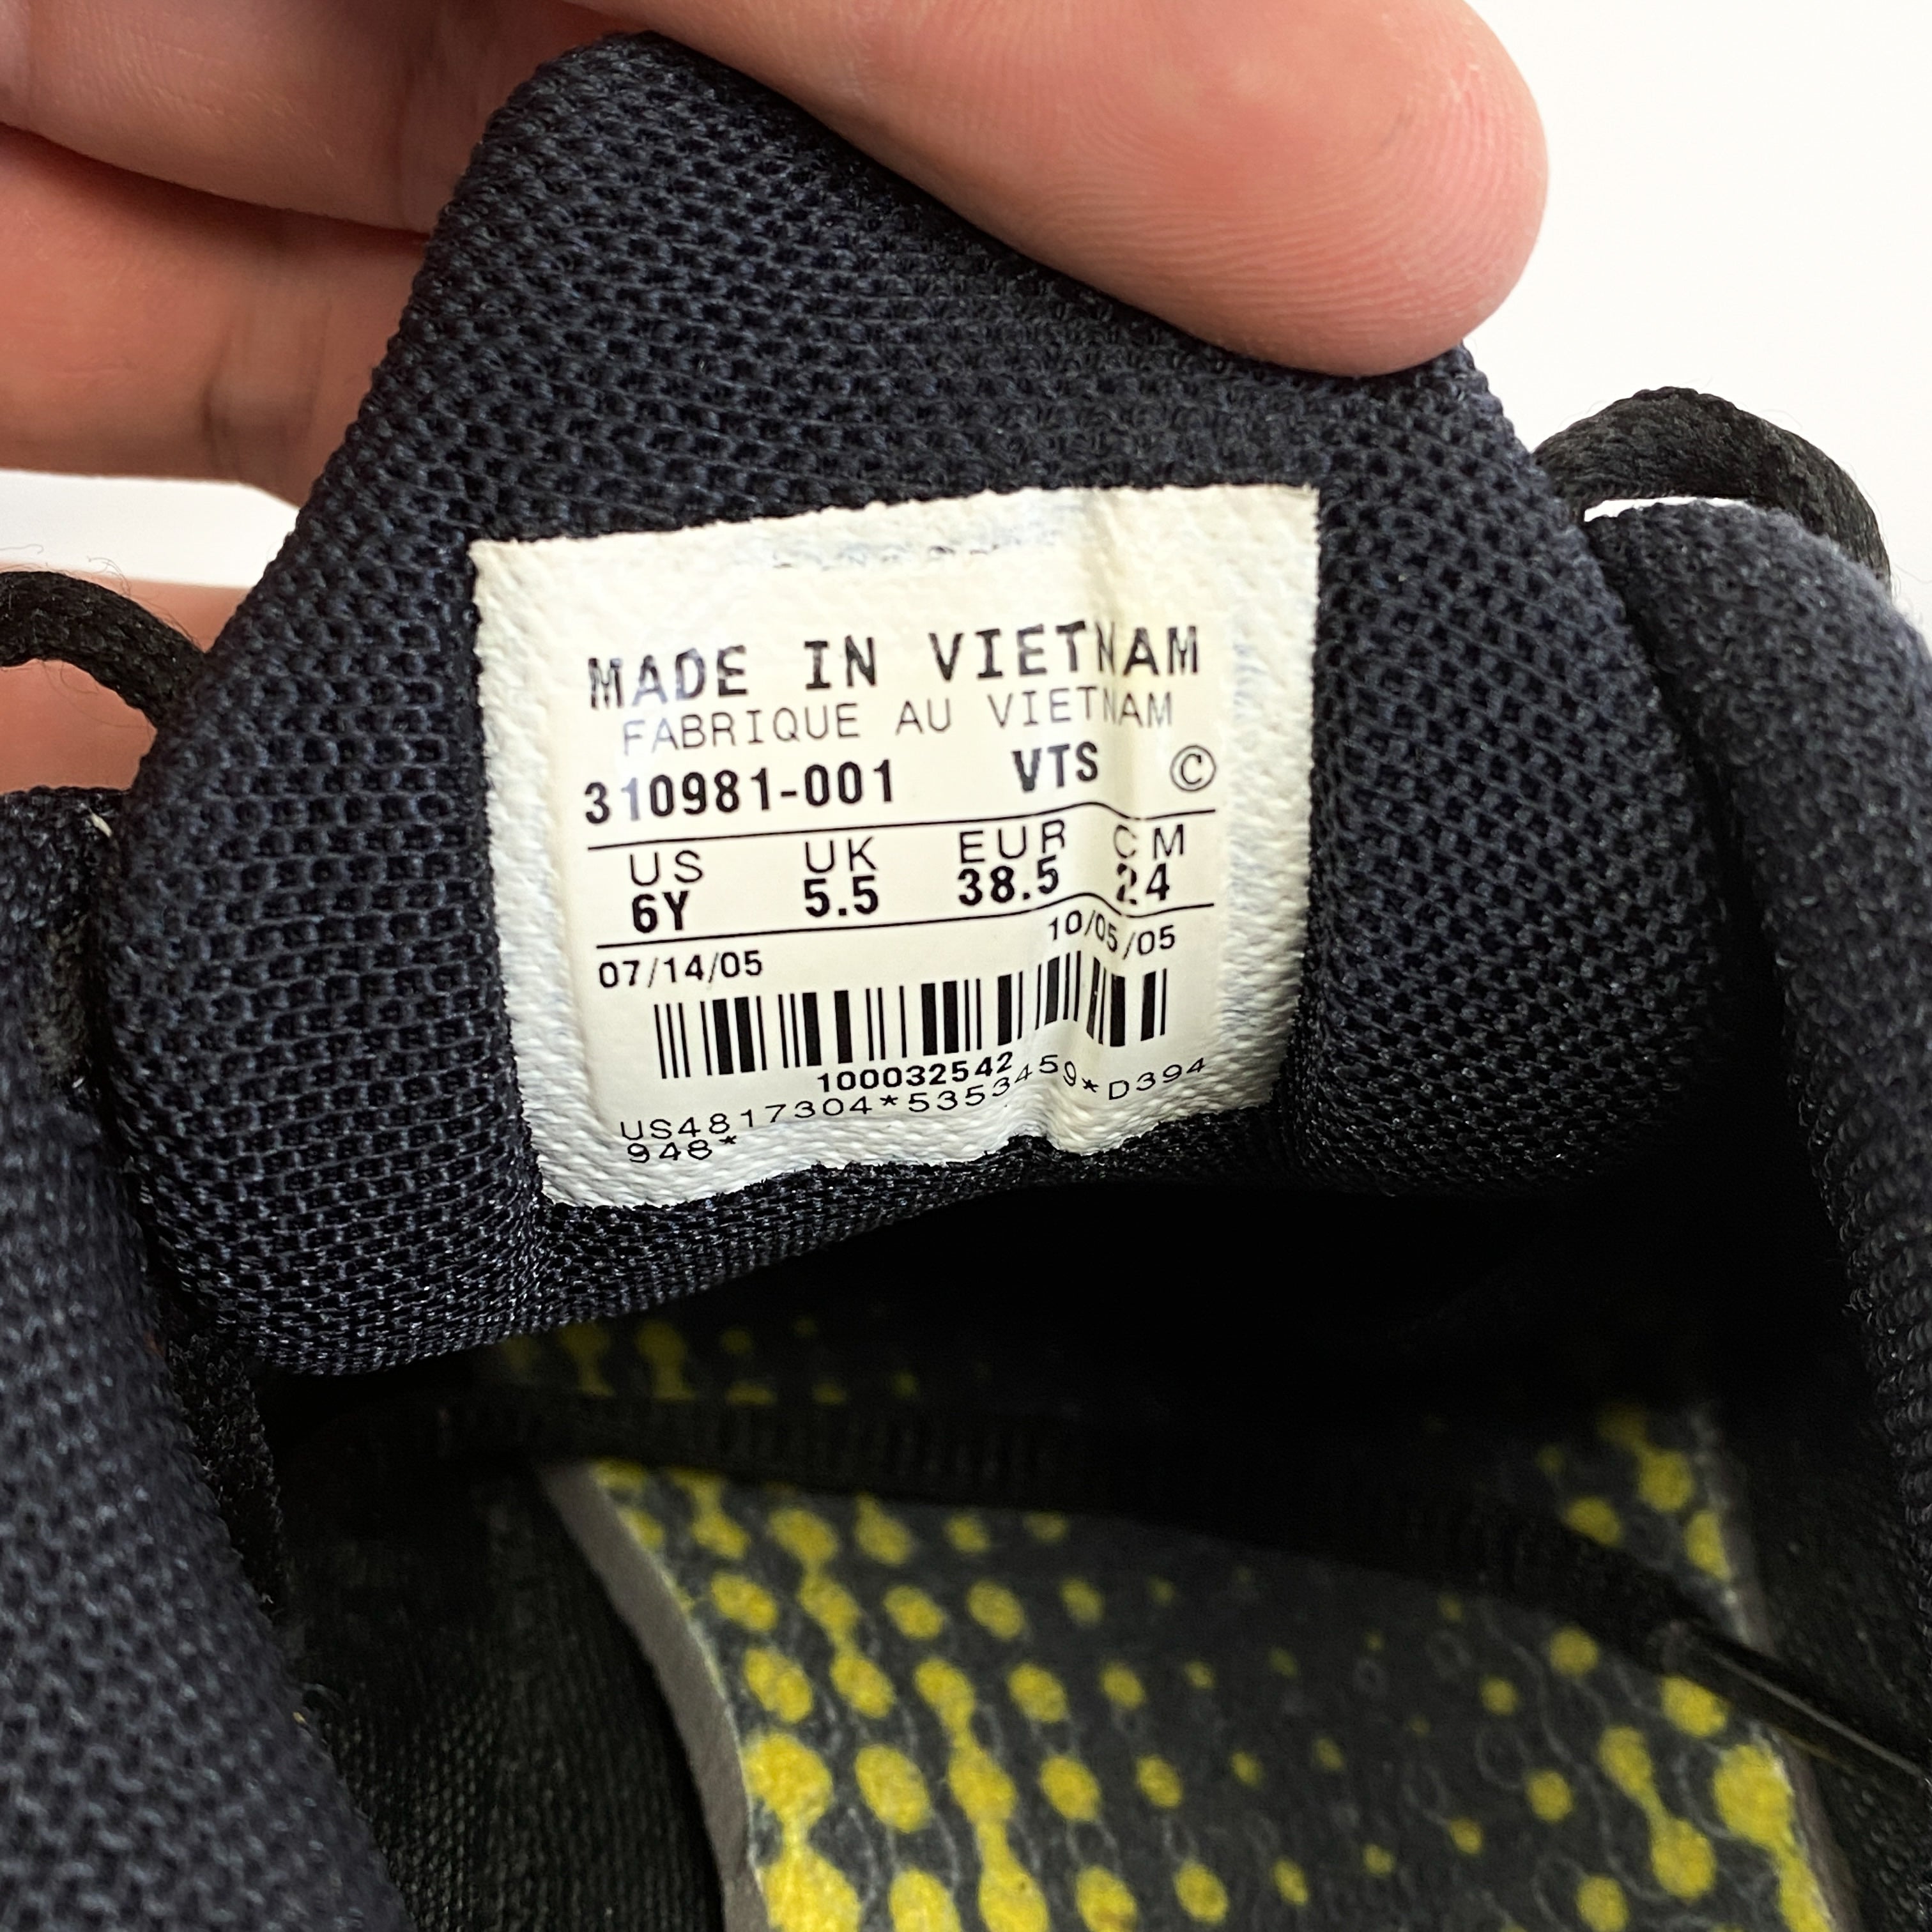 MADE IN VIETNAM
FABRIQUE AU VIETNAM
310981-001 VTS ©
US UK EUR CM
6Y 5.5 38.5 24
07/14/05 10/05/05
100032542
US4817304*5353459*D394
948*